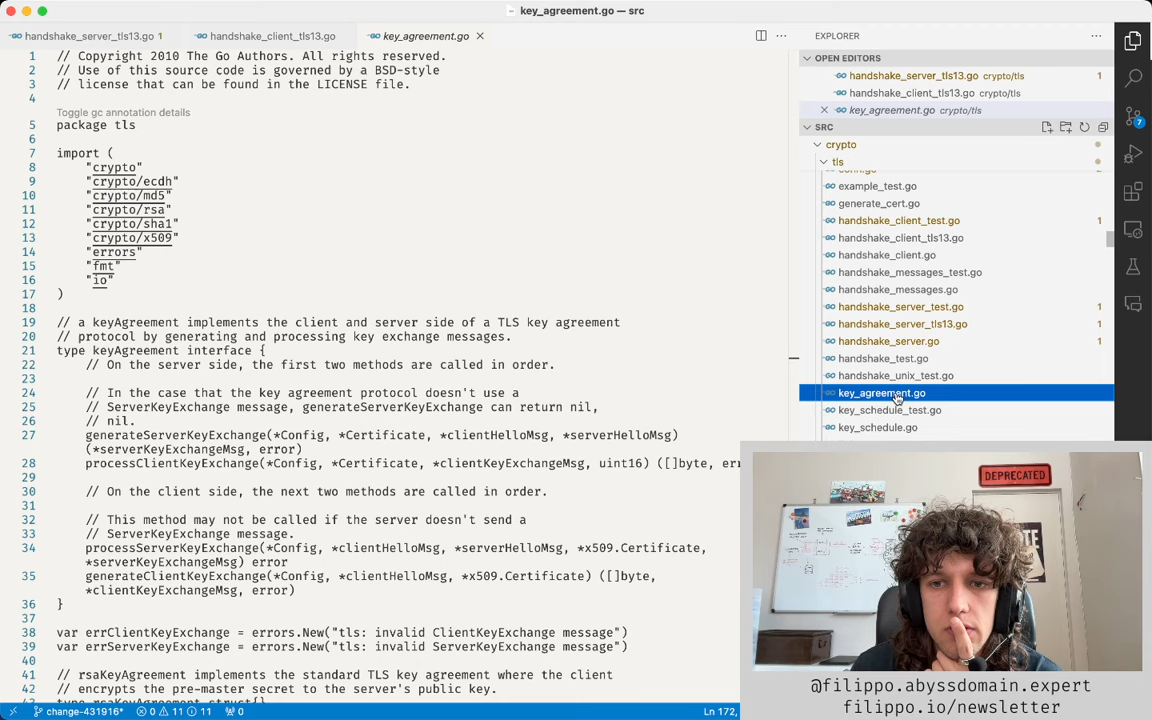 key_agreement.go — src
handshake_server_tls13.go 1
handshake_client_tls13.go
key_agreement.go
1 // Copyright 2010 The Go Authors. All rights reserved.
2 // Use of this source code is governed by a BSD-style
3 // license that can be found in the LICENSE file.
4
Toggle gc annotation details
5 package tls
6
7 import (
8 "crypto"
9 "crypto/ecdh"
10 "crypto/md5"
11 "crypto/rsa"
12 "crypto/sha1"
13 "crypto/x509"
14 "errors"
15 "fmt"
16 "io"
17 )
18
19 // a keyAgreement implements the client and server side of a TLS key agreement
20 // protocol by generating and processing key exchange messages.
21 type keyAgreement interface {
22 // On the server side, the first two methods are called in order.
23
24 // In the case that the key agreement protocol doesn't use a
25 // ServerKeyExchange message, generateServerKeyExchange can return nil,
26 // nil.
27 generateServerKeyExchange(*Config, *Certificate, *clientHelloMsg, *serverHelloMsg)
(*serverKeyExchangeMsg, error)
28 processClientKeyExchange(*Config, *Certificate, *clientKeyExchangeMsg, uint16) ([]byte, err
29
30 // On the client side, the next two methods are called in order.
31
32 // This method may not be called if the server doesn't send a
33 // ServerKeyExchange message.
34 processServerKeyExchange(*Config, *clientHelloMsg, *serverHelloMsg, *x509.Certificate,
*serverKeyExchangeMsg) error
35 generateClientKeyExchange(*Config, *clientHelloMsg, *x509.Certificate) ([]byte,
*clientKeyExchangeMsg, error)
36 }
37
38 var errClientKeyExchange = errors.New("tls: invalid ClientKeyExchange message")
39 var errServerKeyExchange = errors.New("tls: invalid ServerKeyExchange message")
40
41 // rsaKeyAgreement implements the standard TLS key agreement where the client
42 // encrypts the pre-master secret to the server's public key.
43 type rsaKeyAgreement struct{}
EXPLORER
OPEN EDITORS
handshake_server_tls13.go crypto/tls 1
handshake_client_tls13.go crypto/tls
key_agreement.go crypto/tls
SRC
crypto
tls
conn.go 2
example_test.go
generate_cert.go
handshake_client_test.go 1
handshake_client_tls13.go
handshake_client.go
handshake_messages_test.go
handshake_messages.go
handshake_server_test.go 1
handshake_server_tls13.go 1
handshake_server.go 1
handshake_test.go
handshake_unix_test.go
key_agreement.go
key_schedule_test.go
key_schedule.go
7
DEPRECATED
@filippo.abyssdomain.expert
filippo.io/newsletter
change-431916* 0 11 11 0
Ln 172,